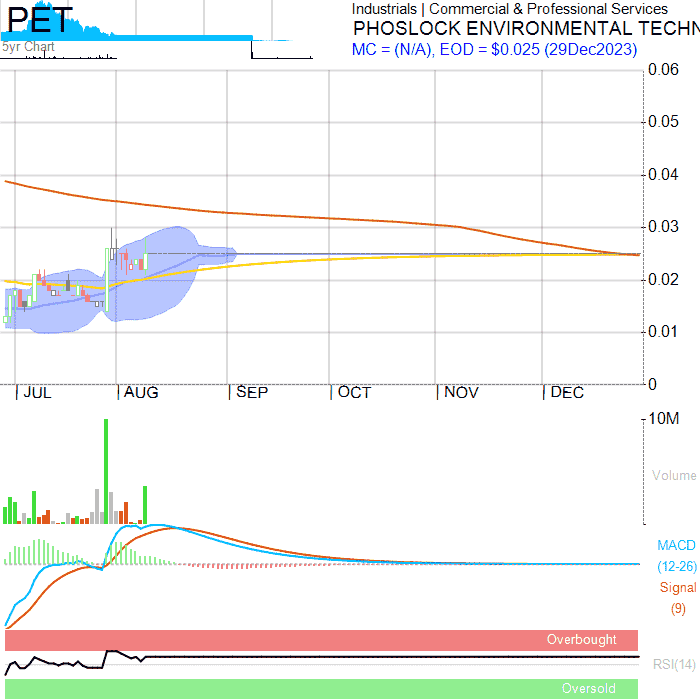 PET
5yr Chart
Industrials | Commercial & Professional Services
PHOSLOCK ENVIRONMENTAL TECHN
MC = (N/A), EOD = $0.025 (29Dec2023)
0.06
0.05
0.04
0.03
0.02
0.01
0
JUL AUG SEP OCT NOV DEC
10M
Volume
MACD
(12-26)
Signal
(9)
Overbought
RSI(14)
Oversold